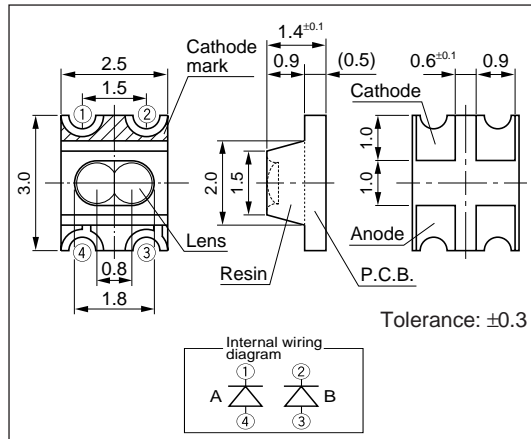 1.4±0.1
2.5
Cathode mark
0.9
(0.5)
0.6±0.1
0.9
1.5
Cathode
①
②
3.0
2.0
1.5
1.0
1.0
Lens
Anode
④
③
0.8
Resin
P.C.B.
1.8
Tolerance: ±0.3
Internal wiring
diagram
①
②
A
B
④
③